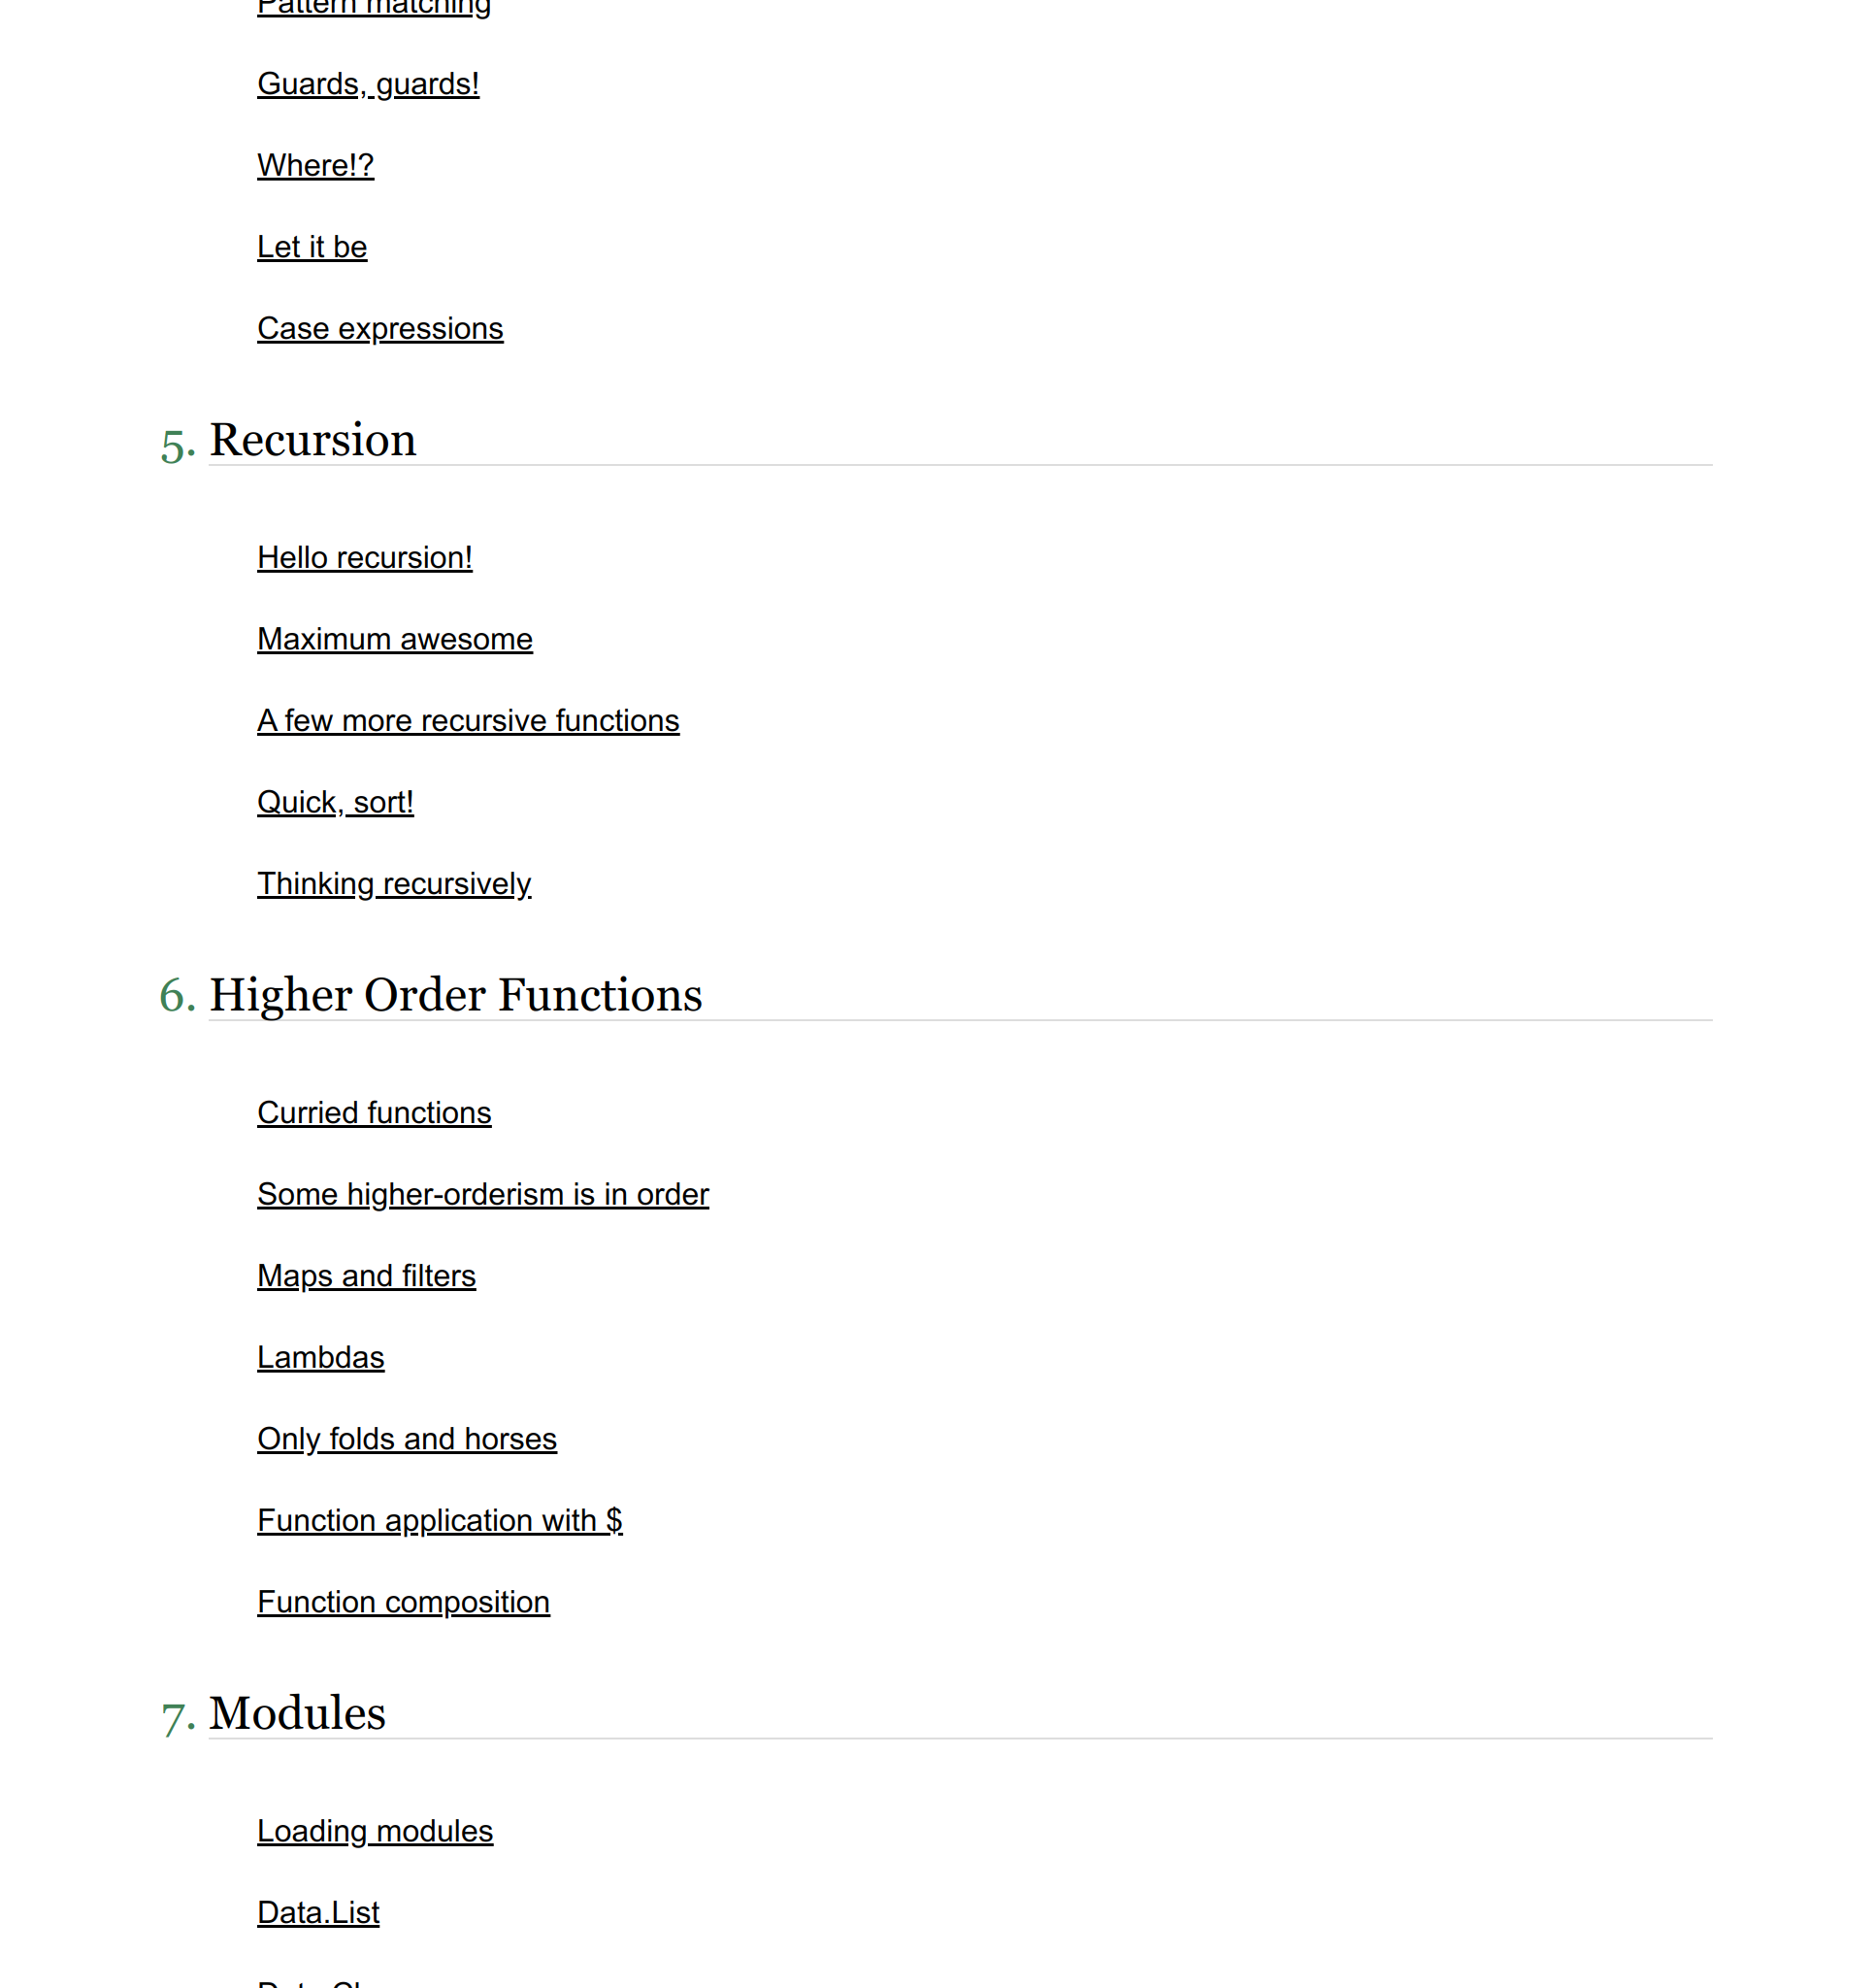 Pattern matching
Guards, guards!
Where!?
Let it be
Case expressions
5. Recursion
Hello recursion!
Maximum awesome
A few more recursive functions
Quick, sort!
Thinking recursively
6. Higher Order Functions
Curried functions
Some higher-orderism is in order
Maps and filters
Lambdas
Only folds and horses
Function application with $
Function composition
7. Modules
Loading modules
Data.List